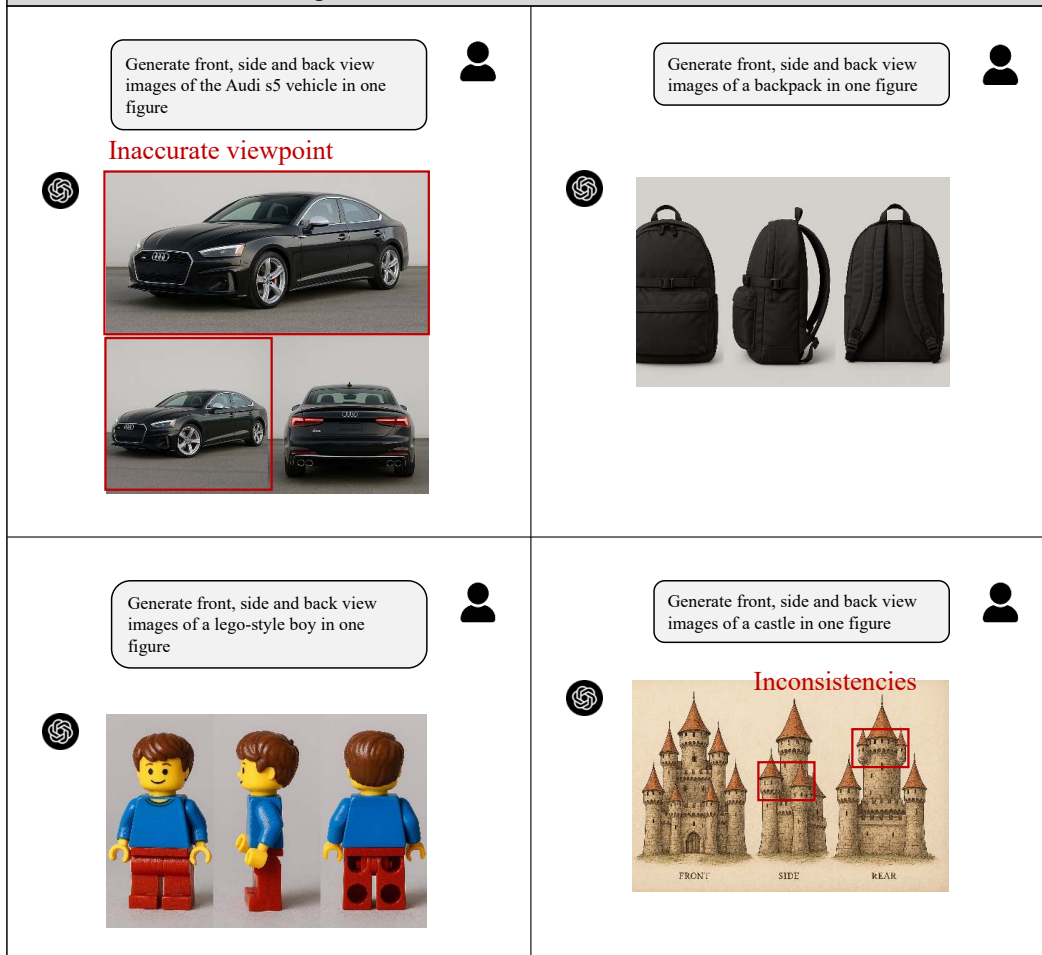 Generate front, side and back view
images of the Audi s5 vehicle in one
figure
Inaccurate viewpoint
Generate front, side and back view
images of a backpack in one figure
Generate front, side and back view
images of a lego-style boy in one
figure
Generate front, side and back view
images of a castle in one figure
Inconsistencies
FRONT
SIDE
REAR